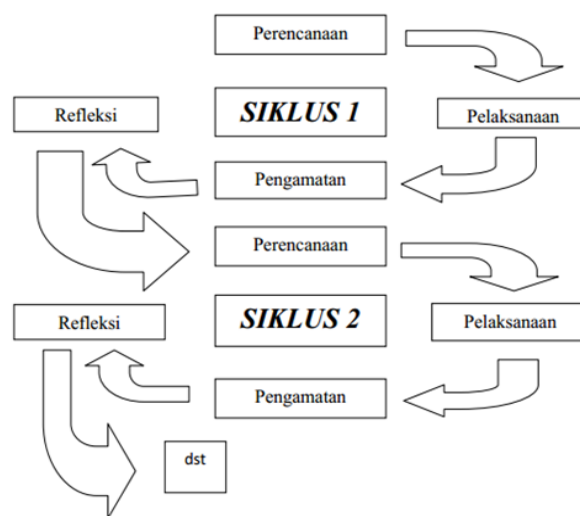 Perencanaan
Refleksi
SIKLUS 1
Pelaksanaan
Pengamatan
Perencanaan
Refleksi
SIKLUS 2
Pelaksanaan
Pengamatan
dst